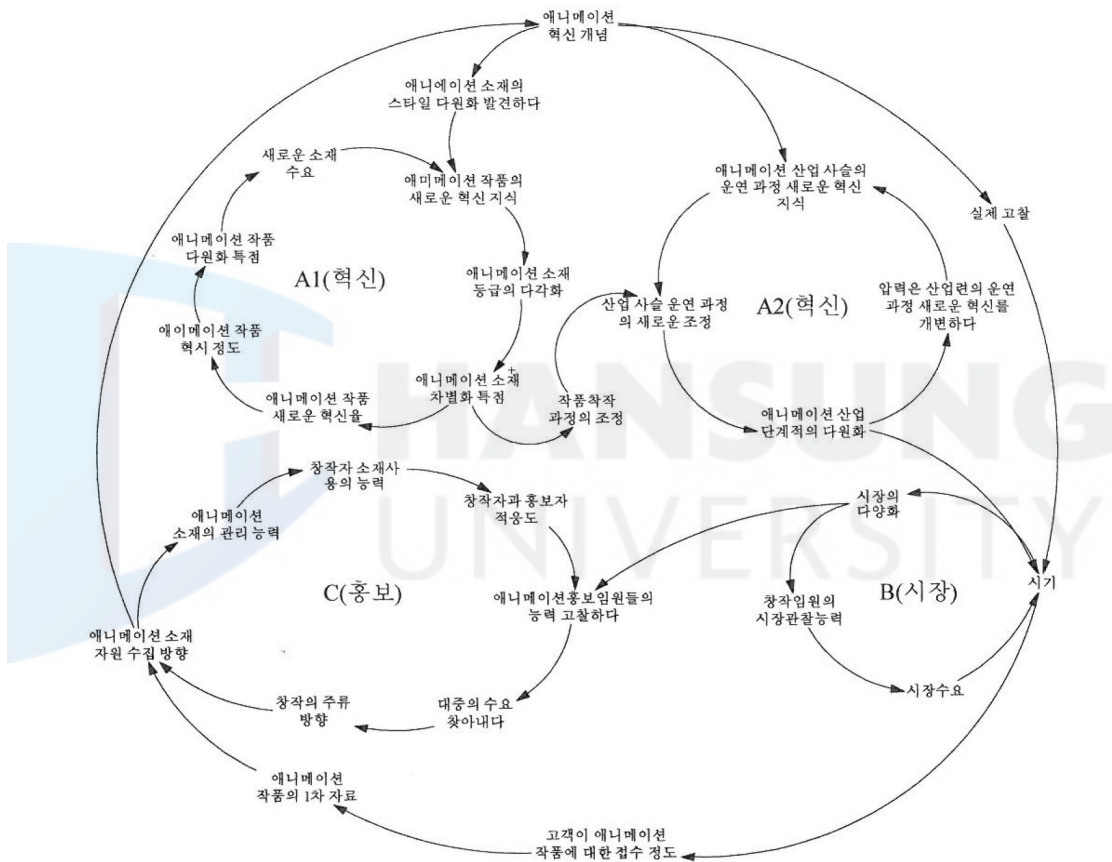 애니메이션
혁신 개념
애니에이션 소재의
스타일 다원화 발견하다
새로운 소재
수요
애미메이션 작품의
새로운 혁신 지식
애니메이션 산업 사슬의
운연 과정 새로운 혁신
지식
실제 고찰
애니메이션 작품
다원화 특점
A1(혁신)
애니메이션 소재
등급의 다각화
산업 사슬 운연 과정
의 새로운 조정
A2(혁신)
압력은 산업련의 운연
과정 새로운 혁신를
개변하다
애이메이션 작품
혁시 정도
+
애니메이션 소재
차별화 특점
애니메이션 작품
새로운 혁신율
작품착작
과정의 조정
애니메이션 산업
단계적의 다원화
HANSUNG
UNIVERSITY
창작자 소재사
용의 능력
창작자과 홍보자
적응도
시장의
다양화
애니메이션
소재의 관리 능력
C(홍보)
애니메이션홍보임원들의
능력 고찰하다
창작임원의
시장관찰능력
B(시장)
시기
애니메이션 소재
자원 수집 방향
창작의 주류
방향
대중의 수요
찾아내다
시장수요
애니메이션
작품의 1차 자료
고객이 애니메이션
작품에 대한 접수 정도